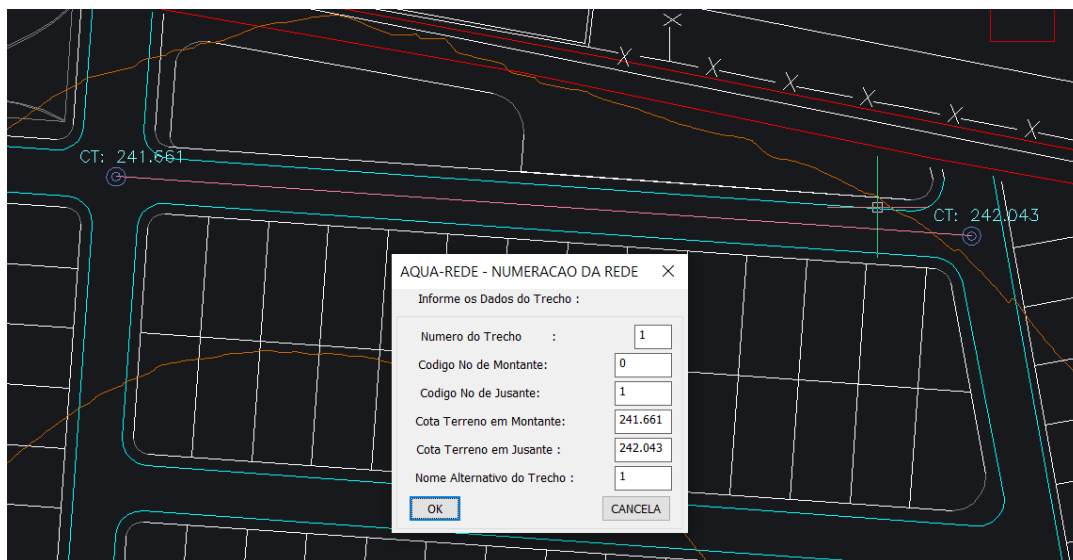 CT: 241.661
CT: 242.043
AQUA-REDE - NUMERACAO DA REDE
Informe os Dados do Trecho :
Numero do Trecho : 1
Codigo No de Montante: 0
Codigo No de Jusante: 1
Cota Terreno em Montante: 241.661
Cota Terreno em Jusante : 242.043
Nome Alternativo do Trecho : 1
OK CANCELA